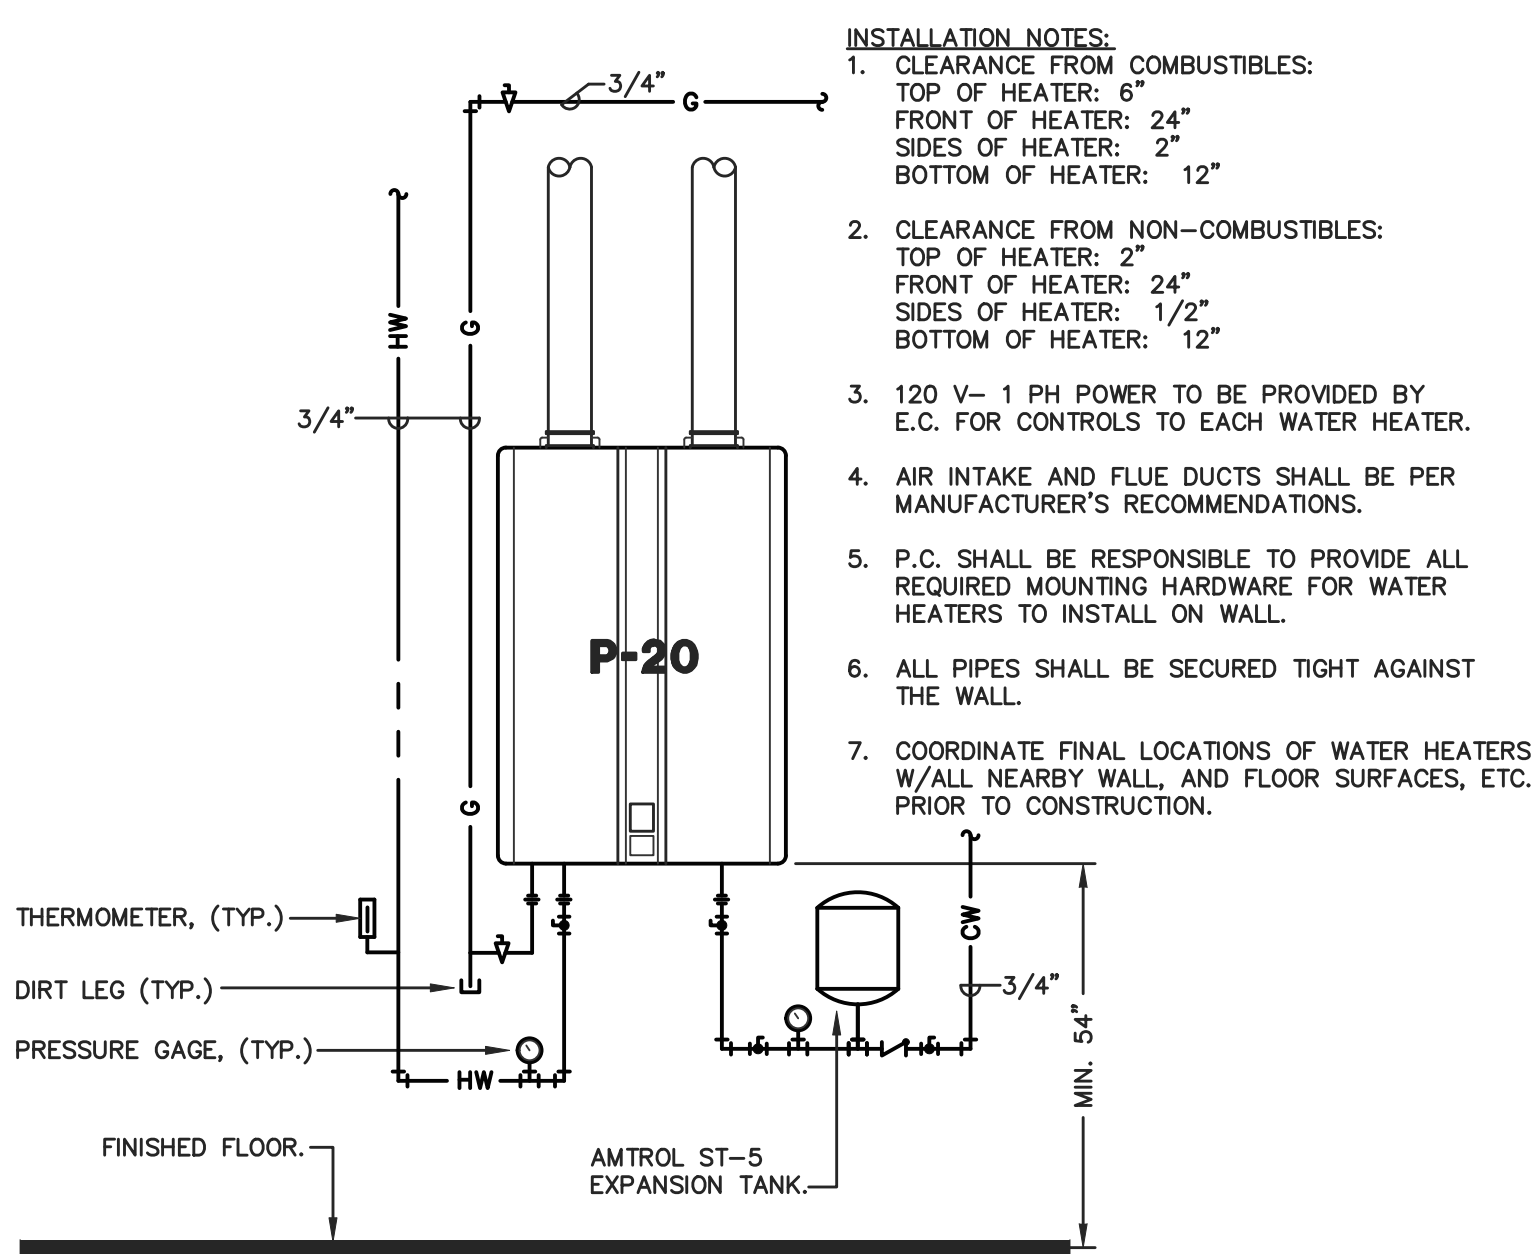 INSTALLATION NOTES:
1. CLEARANCE FROM COMBUSTIBLES:
TOP OF HEATER: 6"
FRONT OF HEATER: 24"
SIDES OF HEATER: 2"
BOTTOM OF HEATER: 12"
2. CLEARANCE FROM NON-COMBUSTIBLES:
TOP OF HEATER: 2"
FRONT OF HEATER: 24"
SIDES OF HEATER: 1/2"
BOTTOM OF HEATER: 12"
3. 120 V- 1 PH POWER TO BE PROVIDED BY
E.C. FOR CONTROLS TO EACH WATER HEATER.
4. AIR INTAKE AND FLUE DUCTS SHALL BE PER
MANUFACTURER'S RECOMMENDATIONS.
5. P.C. SHALL BE RESPONSIBLE TO PROVIDE ALL
REQUIRED MOUNTING HARDWARE FOR WATER
HEATERS TO INSTALL ON WALL.
6. ALL PIPES SHALL BE SECURED TIGHT AGAINST
THE WALL.
7. COORDINATE FINAL LOCATIONS OF WATER HEATERS
W/ALL NEARBY WALL, AND FLOOR SURFACES, ETC.
PRIOR TO CONSTRUCTION.
3/4"
G
HW
G
3/4"
P-20
G
THERMOMETER, (TYP.)
DIRT LEG (TYP.)
PRESSURE GAGE, (TYP.)
HW
CW
3/4"
MIN. 54"
FINISHED FLOOR.
AMTROL ST-5
EXPANSION TANK.